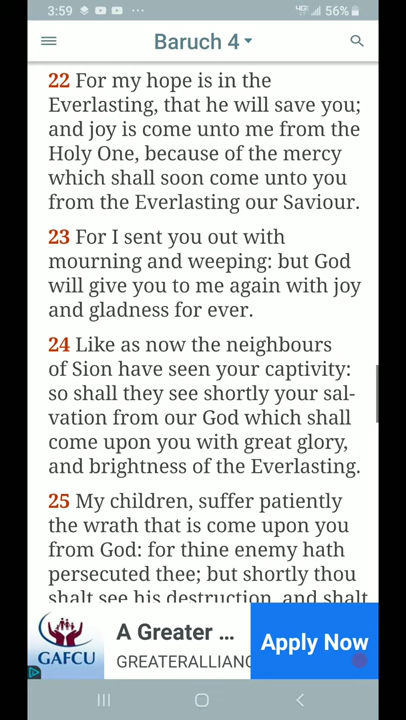 3:59 56%
Baruch 4
22 For my hope is in the
Everlasting, that he will save you;
and joy is come unto me from the
Holy One, because of the mercy
which shall soon come unto you
from the Everlasting our Saviour.
23 For I sent you out with
mourning and weeping: but God
will give you to me again with joy
and gladness for ever.
24 Like as now the neighbours
of Sion have seen your captivity:
so shall they see shortly your sal-
vation from our God which shall
come upon you with great glory,
and brightness of the Everlasting.
25 My children, suffer patiently
the wrath that is come upon you
from God: for thine enemy hath
persecuted thee; but shortly thou
shalt see his destruction, and shalt
A Greater ...
GAFCU
GREATERALLIANC
Apply Now